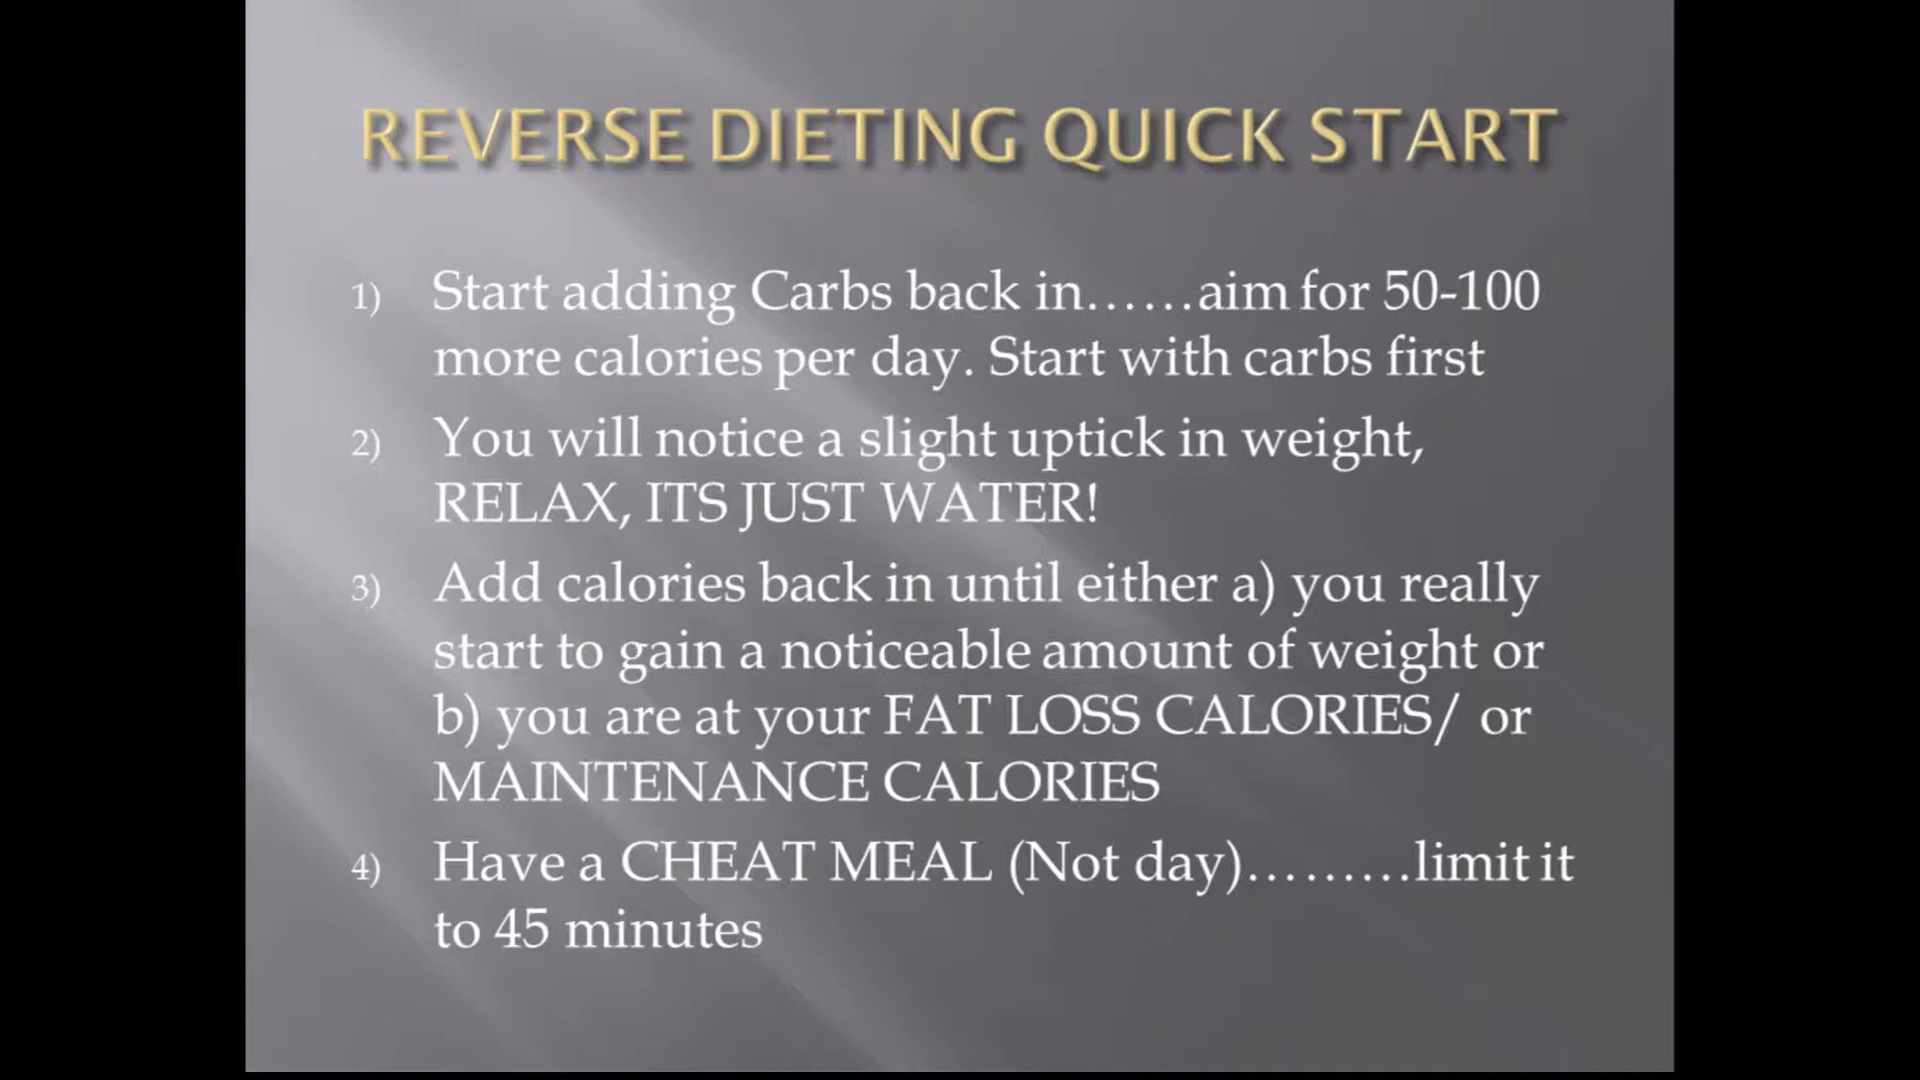 REVERSE DIETING QUICK START
1) Start adding Carbs back in......aim for 50-100
more calories per day. Start with carbs first
2) You will notice a slight uptick in weight,
RELAX, ITS JUST WATER!
3) Add calories back in until either a) you really
start to gain a noticeable amount of weight or
b) you are at your FAT LOSS CALORIES/ or
MAINTENANCE CALORIES
4) Have a CHEAT MEAL (Not day).........limit it
to 45 minutes